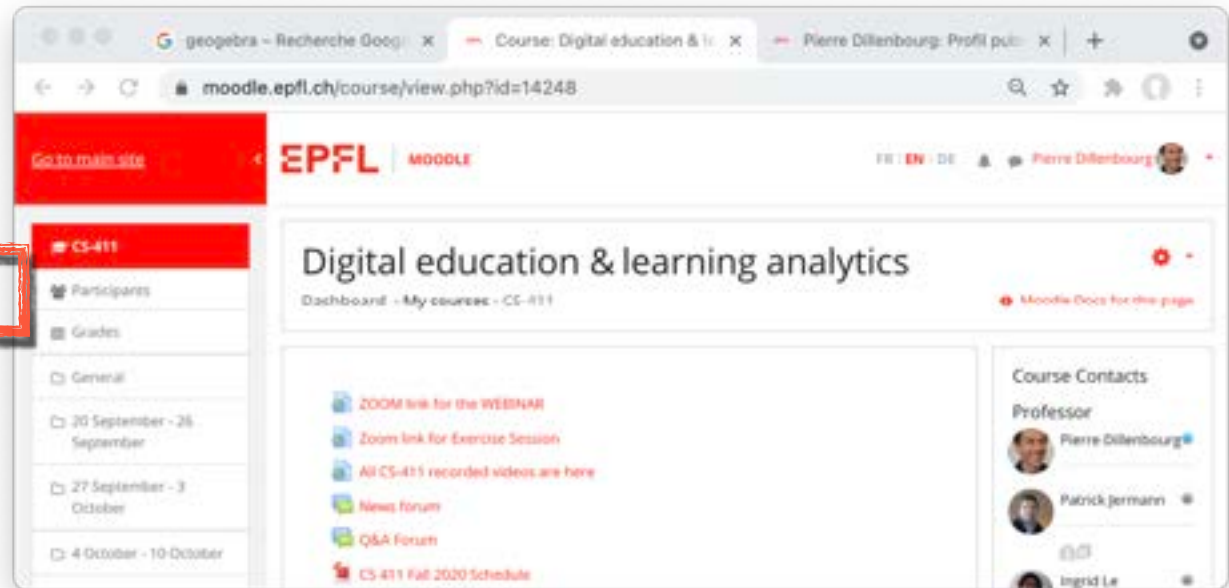 geogebra – Recherche Goog
Course: Digital education & l
Pierre Dillenbourg: Profil pub
moodle.epfl.ch/course/view.php?id=14248
Go to main site
EPFL MOODLE
FR EN DE
Pierre Dillenbourg
CS-411
Participants
Grades
General
20 September - 26
September
27 September - 3
October
4 October - 10 October
Digital education & learning analytics
Dashboard - My courses - CS-411
Moodle Docs for this page
ZOOM link for the WEBINAR
Zoom link for Exercise Session
All CS-411 recorded videos are here
News forum
Q&A Forum
CS 411 Fall 2020 Schedule
Course Contacts
Professor
Pierre Dillenbourg
Patrick Jermann
Ingrid Le